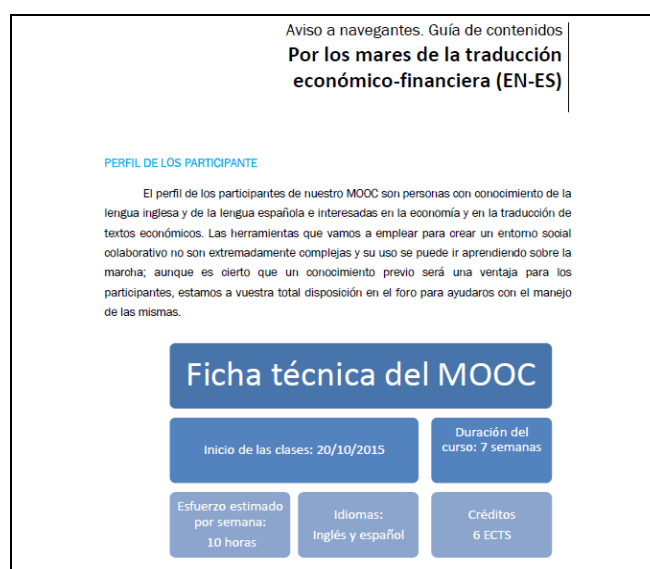 Aviso a navegantes. Guía de contenidos
Por los mares de la traducción
económico-financiera (EN-ES)
PERFIL DE LOS PARTICIPANTE
El perfil de los participantes de nuestro MOOC son personas con conocimiento de la
lengua inglesa y de la lengua española e interesadas en la economía y en la traducción de
textos económicos. Las herramientas que vamos a emplear para crear un entorno social
colaborativo no son extremadamente complejas y su uso se puede ir aprendiendo sobre la
marcha; aunque es cierto que un conocimiento previo será una ventaja para los
participantes, estamos a vuestra total disposición en el foro para ayudaros con el manejo
de las mismas.
Ficha técnica del MOOC
Inicio de las clases: 20/10/2015
Duración del
curso: 7 semanas
Esfuerzo estimado
por semana:
10 horas
Idiomas:
Inglés y español
Créditos
6 ECTS